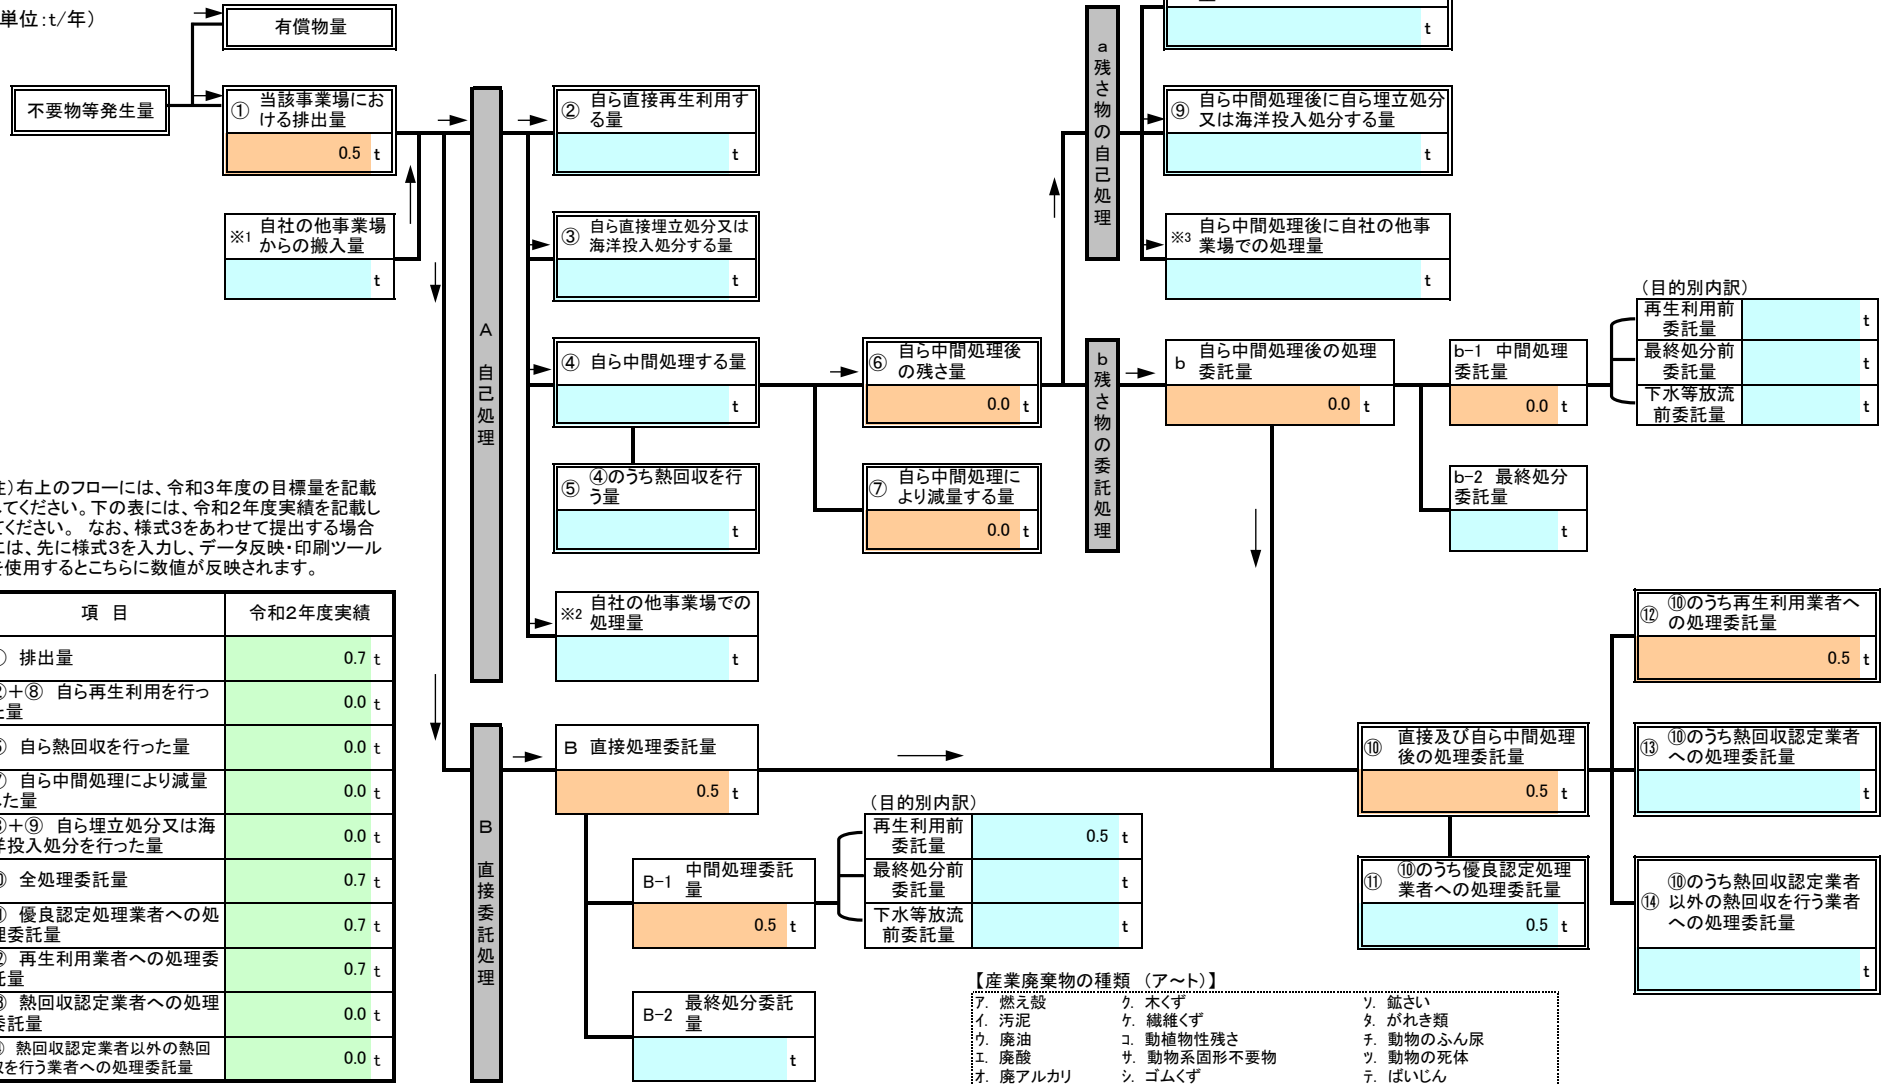 単位:t/年)
有償物量
不要物等発生量
① 当該事業場にお
ける排出量
0.5 t
※1 自社の他事業場
からの搬入量
t
A 自己処理
② 自ら直接再生利用す
る量
t
③ 自ら直接埋立処分又は
海洋投入処分する量
t
④ 自ら中間処理する量
t
⑤ ④のうち熱回収を行
う量
t
※2 自社の他事業場での
処理量
t
⑥ 自ら中間処理後
の残さ量
0.0 t
⑦ 自ら中間処理に
より減量する量
0.0 t
a 残さ物の自己処理
t
⑨ 自ら中間処理後に自ら埋立処分
又は海洋投入処分する量
t
※3 自ら中間処理後に自社の他事
業場での処理量
t
b 残さ物の委託処理
b 自ら中間処理後の処理
委託量
0.0 t
b-1 中間処理
委託量
0.0 t
b-2 最終処分
委託量
t
(目的別内訳)
再生利用前
委託量
t
最終処分前
委託量
t
下水等放流
前委託量
t
)右上のフローには、令和3年度の目標量を記載
てください。下の表には、令和2年度実績を記載し
ください。 なお、様式3をあわせて提出する場合
は、先に様式3を入力し、データ反映・印刷ツール
使用するとこちらに数値が反映されます。
項 目 令和2年度実績
排出量 0.7 t
+⑧ 自ら再生利用を行っ
量 0.0 t
自ら熱回収を行った量 0.0 t
自ら中間処理により減量
た量 0.0 t
+⑨ 自ら埋立処分又は海
投入処分を行った量 0.0 t
全処理委託量 0.7 t
優良認定処理業者への処
委託量 0.7 t
再生利用業者への処理委
量 0.7 t
熱回収認定業者への処理
託量 0.0 t
熱回収認定業者以外の熱回
を行う業者への処理委託量 0.0 t
B 直接委託処理
B 直接処理委託量
0.5 t
B-1 中間処理委託
量
0.5 t
B-2 最終処分委託
量
t
(目的別内訳)
再生利用前
委託量
0.5 t
最終処分前
委託量
t
下水等放流
前委託量
t
⑩ 直接及び自ら中間処理
後の処理委託量
0.5 t
⑪ ⑩のうち優良認定処理
業者への処理委託量
0.5 t
⑫ ⑩のうち再生利用業者へ
の処理委託量
0.5 t
⑬ ⑩のうち熱回収認定業者
への処理委託量
t
⑭ ⑩のうち熱回収認定業者
以外の熱回収を行う業者
への処理委託量
t
【産業廃棄物の種類 (ア~ト)】
ア. 燃え殻 ク. 木くず ソ. 鉱さい
イ. 汚泥 ケ. 繊維くず タ. がれき類
ウ. 廃油 コ. 動植物性残さ チ. 動物のふん尿
エ. 廃酸 サ. 動物系固形不要物 ツ. 動物の死体
オ. 廃アルカリ シ. ゴムくず テ. ばいじん